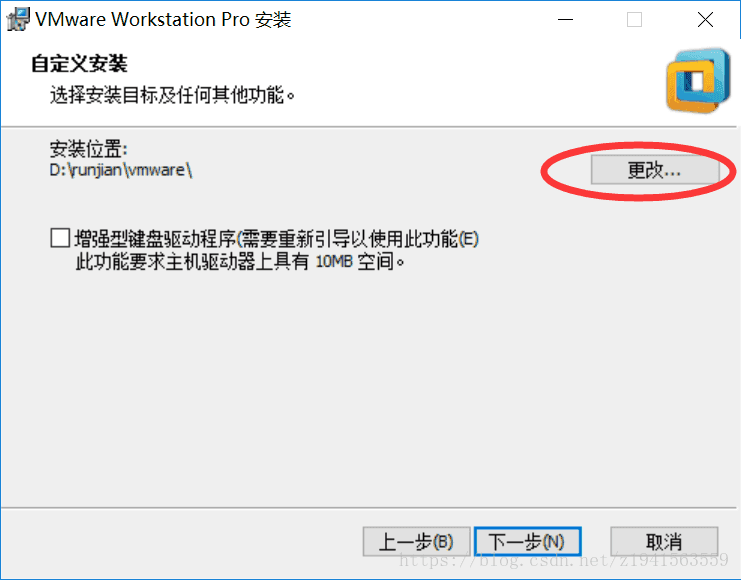 VMware Workstation Pro 安装
自定义安装
选择安装目标及任何其他功能。
安装位置:
D:\runjian\vmware\
更改...
增强型键盘驱动程序(需要重新引导以使用此功能(E)
此功能要求主机驱动器上具有 10MB 空间。
上一步(B)
下一步(N)
取消
https://blog.csdn.net/z1941563559